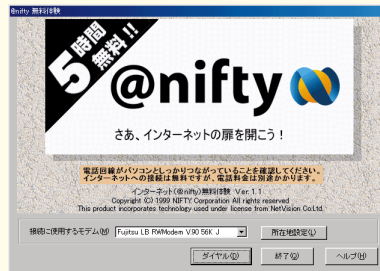 @nifty 無料体験
5時間
無料!!
@nifty
さあ、インターネットの扉を開こう！
電話回線がパソコンとしっかりつながっていることを確認してください。
インターネットへの接続は無料ですが、電話料金は別途かかります。
インターネット(@nifty)無料体験 Ver. 1.1
Copyright (C) 1999 NIFTY Corporation All rights reserved
This product incorporates technology used under license from NetVision Co.Ltd.
接続に使用するモデム(M) Fujitsu LB RWModem V.90 56K J 所在地設定(L)
ダイヤル(D) 終了(Q) ヘルプ(H)